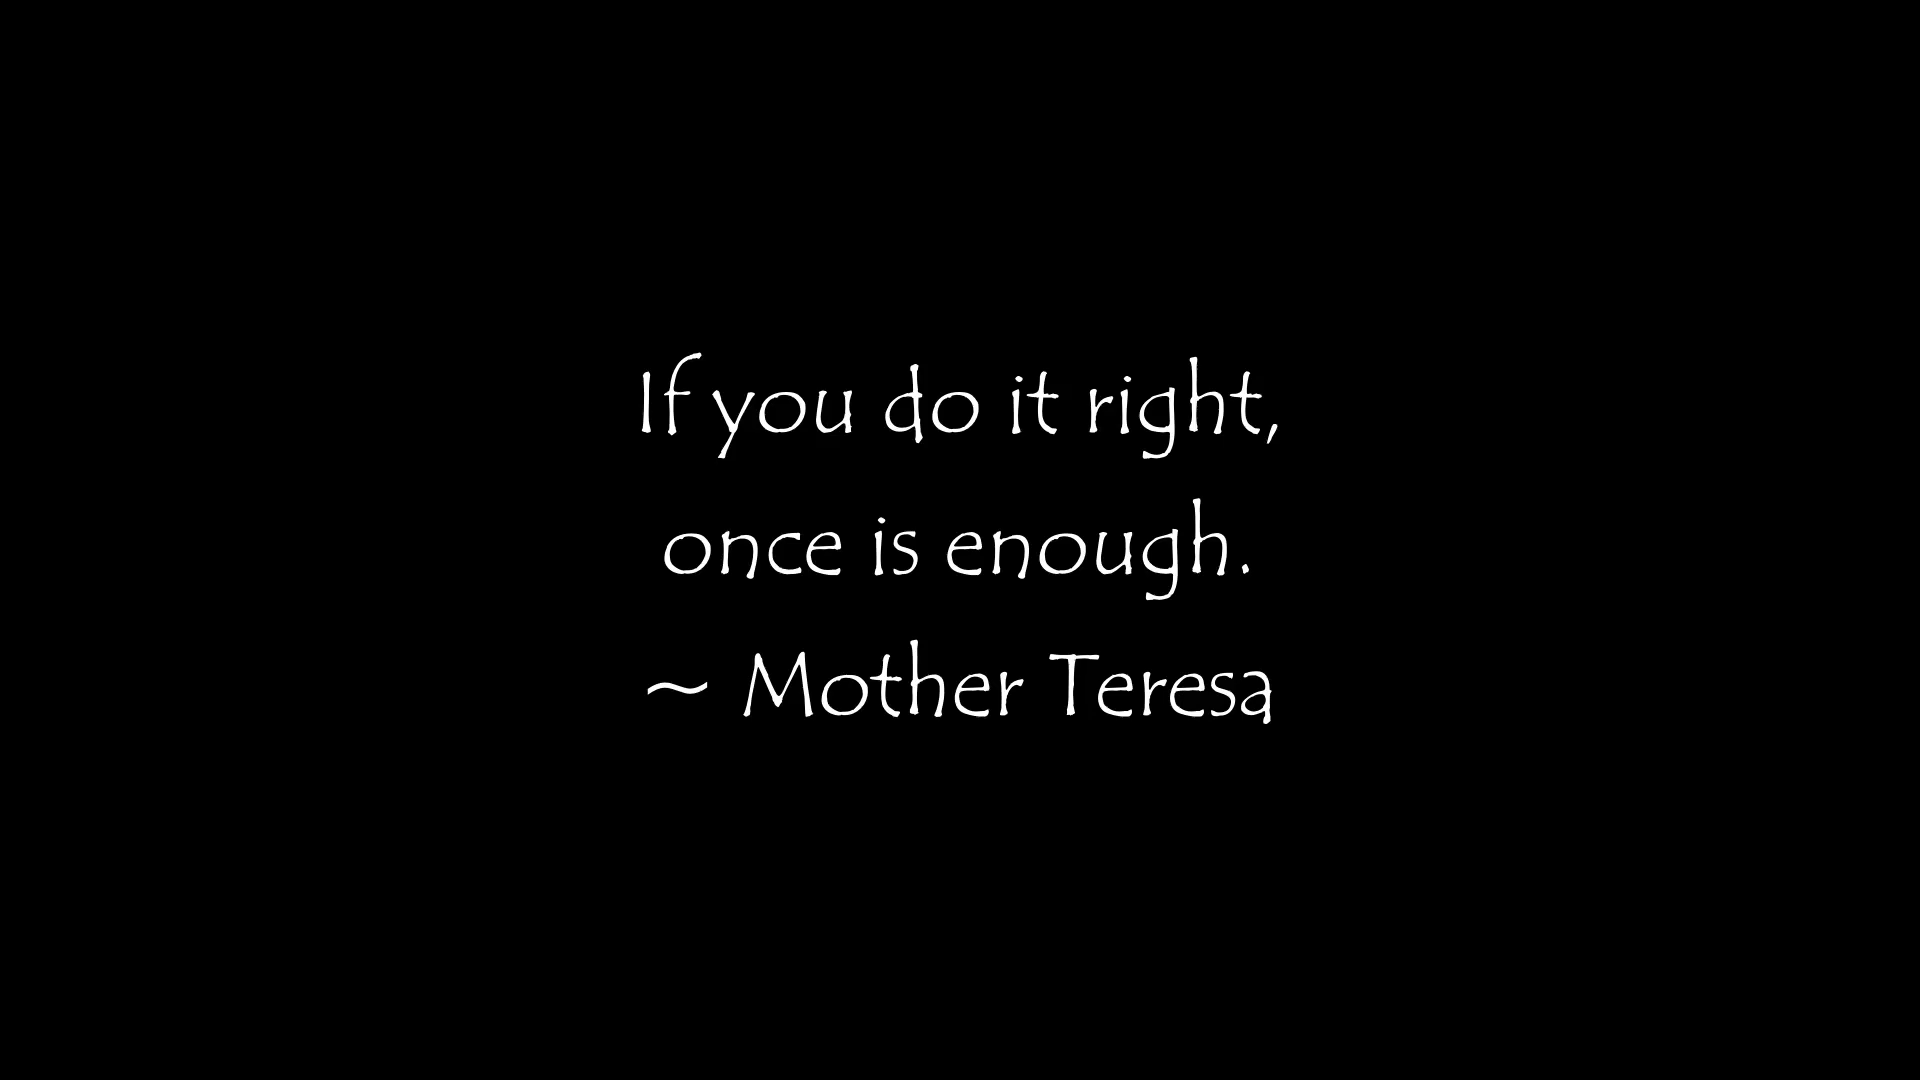 If you do it right,
once is enough.
~ Mother Teresa